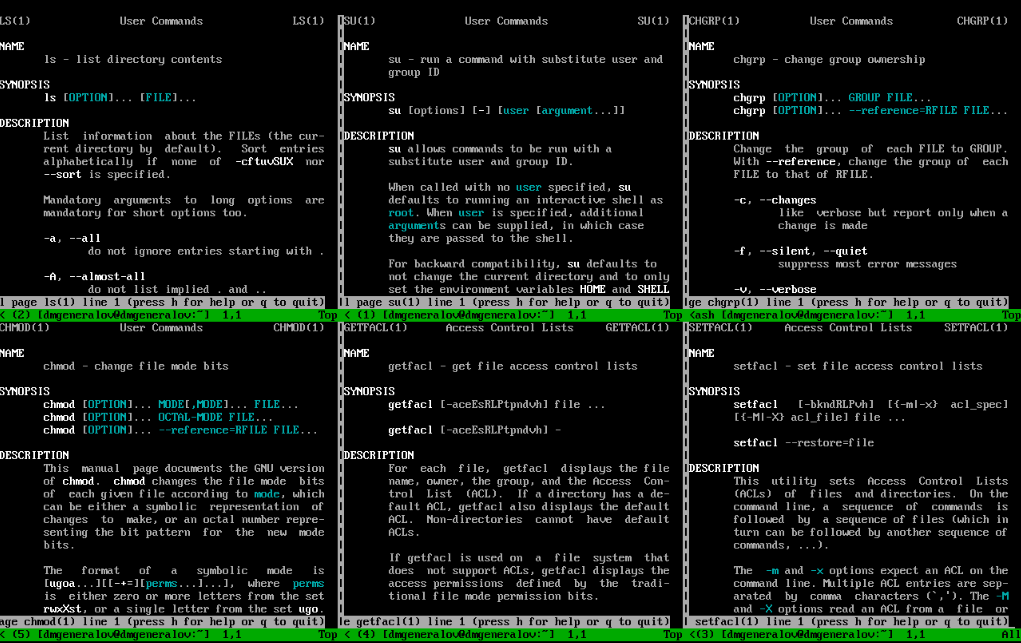 LS(1) User Commands LS(1)
NAME
ls - list directory contents
SYNOPSIS
ls [OPTION]... [FILE]...
DESCRIPTION
List information about the FILEs (the cur-
rent directory by default). Sort entries
alphabetically if none of -cftuvSUX nor
--sort is specified.
Mandatory arguments to long options are
mandatory for short options too.
-a, --all
do not ignore entries starting with .
-A, --almost-all
do not list implied . and ..
l page ls(1) line 1 (press h for help or q to quit)
< (2) [dmgeneralov@dmgeneralov:~] 1,1 Top
SU(1) User Commands SU(1)
NAME
su - run a command with substitute user and
group ID
SYNOPSIS
su [options] [-] [user [argument...]]
DESCRIPTION
su allows commands to be run with a
substitute user and group ID.
When called with no user specified, su
defaults to running an interactive shell as
root. When user is specified, additional
arguments can be supplied, in which case
they are passed to the shell.
For backward compatibility, su defaults to
not change the current directory and to only
set the environment variables HOME and SHELL
l page su(1) line 1 (press h for help or q to quit)
< (1) [dmgeneralov@dmgeneralov:~] 1,1 Top
CHGRP(1) User Commands CHGRP(1)
NAME
chgrp - change group ownership
SYNOPSIS
chgrp [OPTION]... GROUP FILE...
chgrp [OPTION]... --reference=RFILE FILE...
DESCRIPTION
Change the group of each FILE to GROUP.
With --reference, change the group of each
FILE to that of RFILE.
-c, --changes
like verbose but report only when a
change is made
-f, --silent, --quiet
suppress most error messages
-v, --verbose
ge chgrp(1) line 1 (press h for help or q to quit)
<ash [dmgeneralov@dmgeneralov:~] 1,1 Top
CHMOD(1) User Commands CHMOD(1)
NAME
chmod - change file mode bits
SYNOPSIS
chmod [OPTION]... MODE[,MODE]... FILE...
chmod [OPTION]... OCTAL-MODE FILE...
chmod [OPTION]... --reference=RFILE FILE...
DESCRIPTION
This manual page documents the GNU version
of chmod. chmod changes the file mode bits
of each given file according to mode, which
can be either a symbolic representation of
changes to make, or an octal number repre-
senting the bit pattern for the new mode
bits.
The format of a symbolic mode is
[ugoa...][[-+=][perms...]...], where perms
is either zero or more letters from the set
rwxXst, or a single letter from the set ugo.
age chmod(1) line 1 (press h for help or q to quit)
< (5) [dmgeneralov@dmgeneralov:~] 1,1 Top
GETFACL(1) Access Control Lists GETFACL(1)
NAME
getfacl - get file access control lists
SYNOPSIS
getfacl [-aceEsRLPtpndvh] file ...
getfacl [-aceEsRLPtpndvh] -
DESCRIPTION
For each file, getfacl displays the file
name, owner, the group, and the Access Con-
trol List (ACL). If a directory has a de-
fault ACL, getfacl also displays the default
ACL. Non-directories cannot have default
ACLs.
If getfacl is used on a file system that
does not support ACLs, getfacl displays the
access permissions defined by the tradi-
tional file mode permission bits.
e getfacl(1) line 1 (press h for help or q to quit)
< (4) [dmgeneralov@dmgeneralov:~] 1,1 Top
SETFACL(1) Access Control Lists SETFACL(1)
NAME
setfacl - set file access control lists
SYNOPSIS
setfacl [-bkndRLPvh] [{-m|-x} acl_spec]
[{-M|-X} acl_file] file ...
setfacl --restore=file
DESCRIPTION
This utility sets Access Control Lists
(ACLs) of files and directories. On the
command line, a sequence of commands is
followed by a sequence of files (which in
turn can be followed by another sequence of
commands, ...).
The -m and -x options expect an ACL on the
command line. Multiple ACL entries are sep-
arated by comma characters (`,'). The -M
and -X options read an ACL from a file or
l setfacl(1) line 1 (press h for help or q to quit)
<(3) [dmgeneralov@dmgeneralov:~] 1,1 All